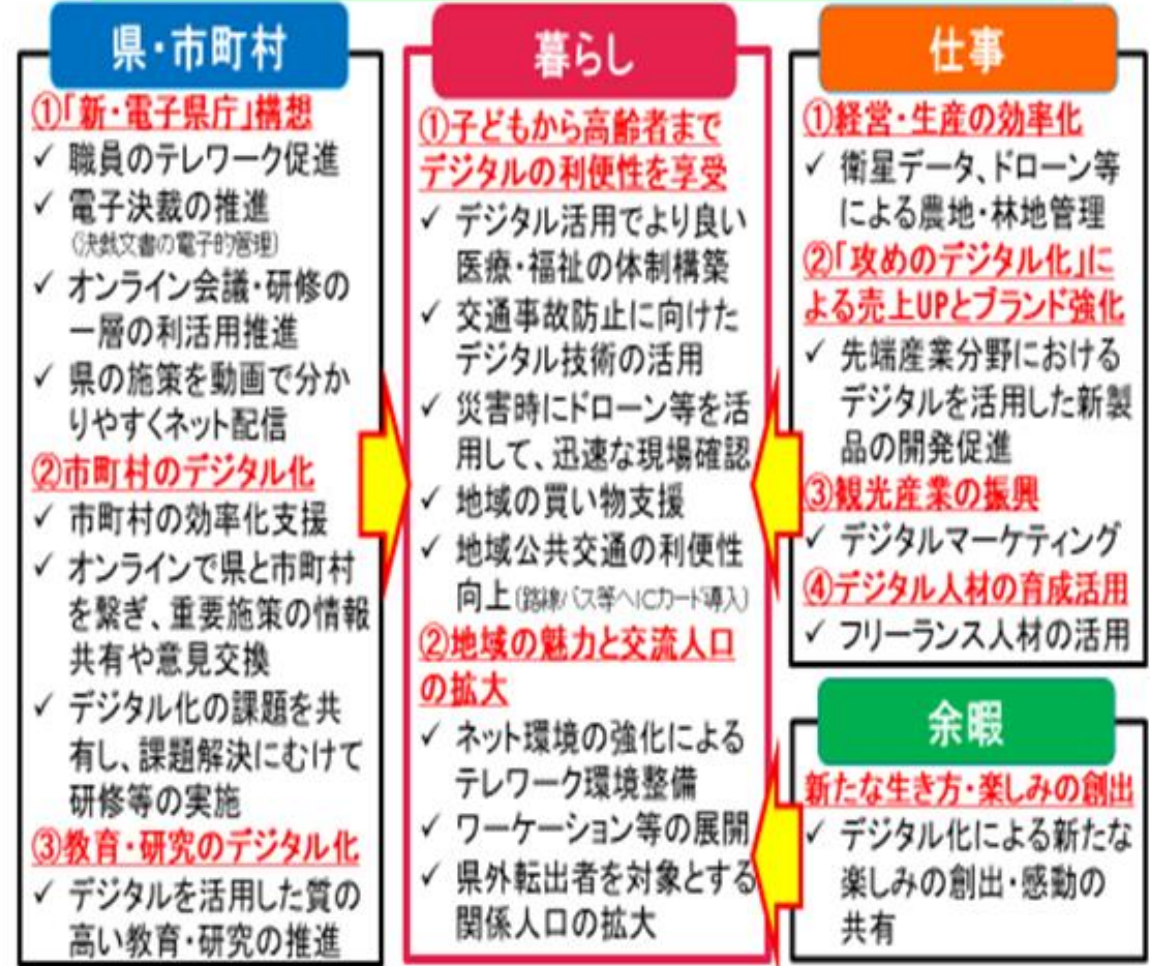 県・市町村
①「新・電子県庁」構想
✓ 職員のテレワーク促進
✓ 電子決裁の推進
(決裁文書の電子的管理)
✓ オンライン会議・研修の
一層の利活用推進
✓ 県の施策を動画で分か
りやすくネット配信
②市町村のデジタル化
✓ 市町村の効率化支援
✓ オンラインで県と市町村
を繋ぎ、重要施策の情報
共有や意見交換
✓ デジタル化の課題を共
有し、課題解決にむけて
研修等の実施
③教育・研究のデジタル化
✓ デジタルを活用した質の
高い教育・研究の推進
暮らし
①子どもから高齢者まで
デジタルの利便性を享受
✓ デジタル活用でより良い
医療・福祉の体制構築
✓ 交通事故防止に向けた
デジタル技術の活用
✓ 災害時にドローン等を活
用して、迅速な現場確認
✓ 地域の買い物支援
✓ 地域公共交通の利便性
向上(路線バス等へICカード導入)
②地域の魅力と交流人口
の拡大
✓ ネット環境の強化による
テレワーク環境整備
✓ ワーケーション等の展開
✓ 県外転出者を対象とする
関係人口の拡大
仕事
①経営・生産の効率化
✓ 衛星データ、ドローン等
による農地・林地管理
②「攻めのデジタル化」に
よる売上UPとブランド強化
✓ 先端産業分野における
デジタルを活用した新製
品の開発促進
③観光産業の振興
✓ デジタルマーケティング
④デジタル人材の育成活用
✓ フリーランス人材の活用
余暇
新たな生き方・楽しみの創出
✓ デジタル化による新たな
楽しみの創出・感動の
共有